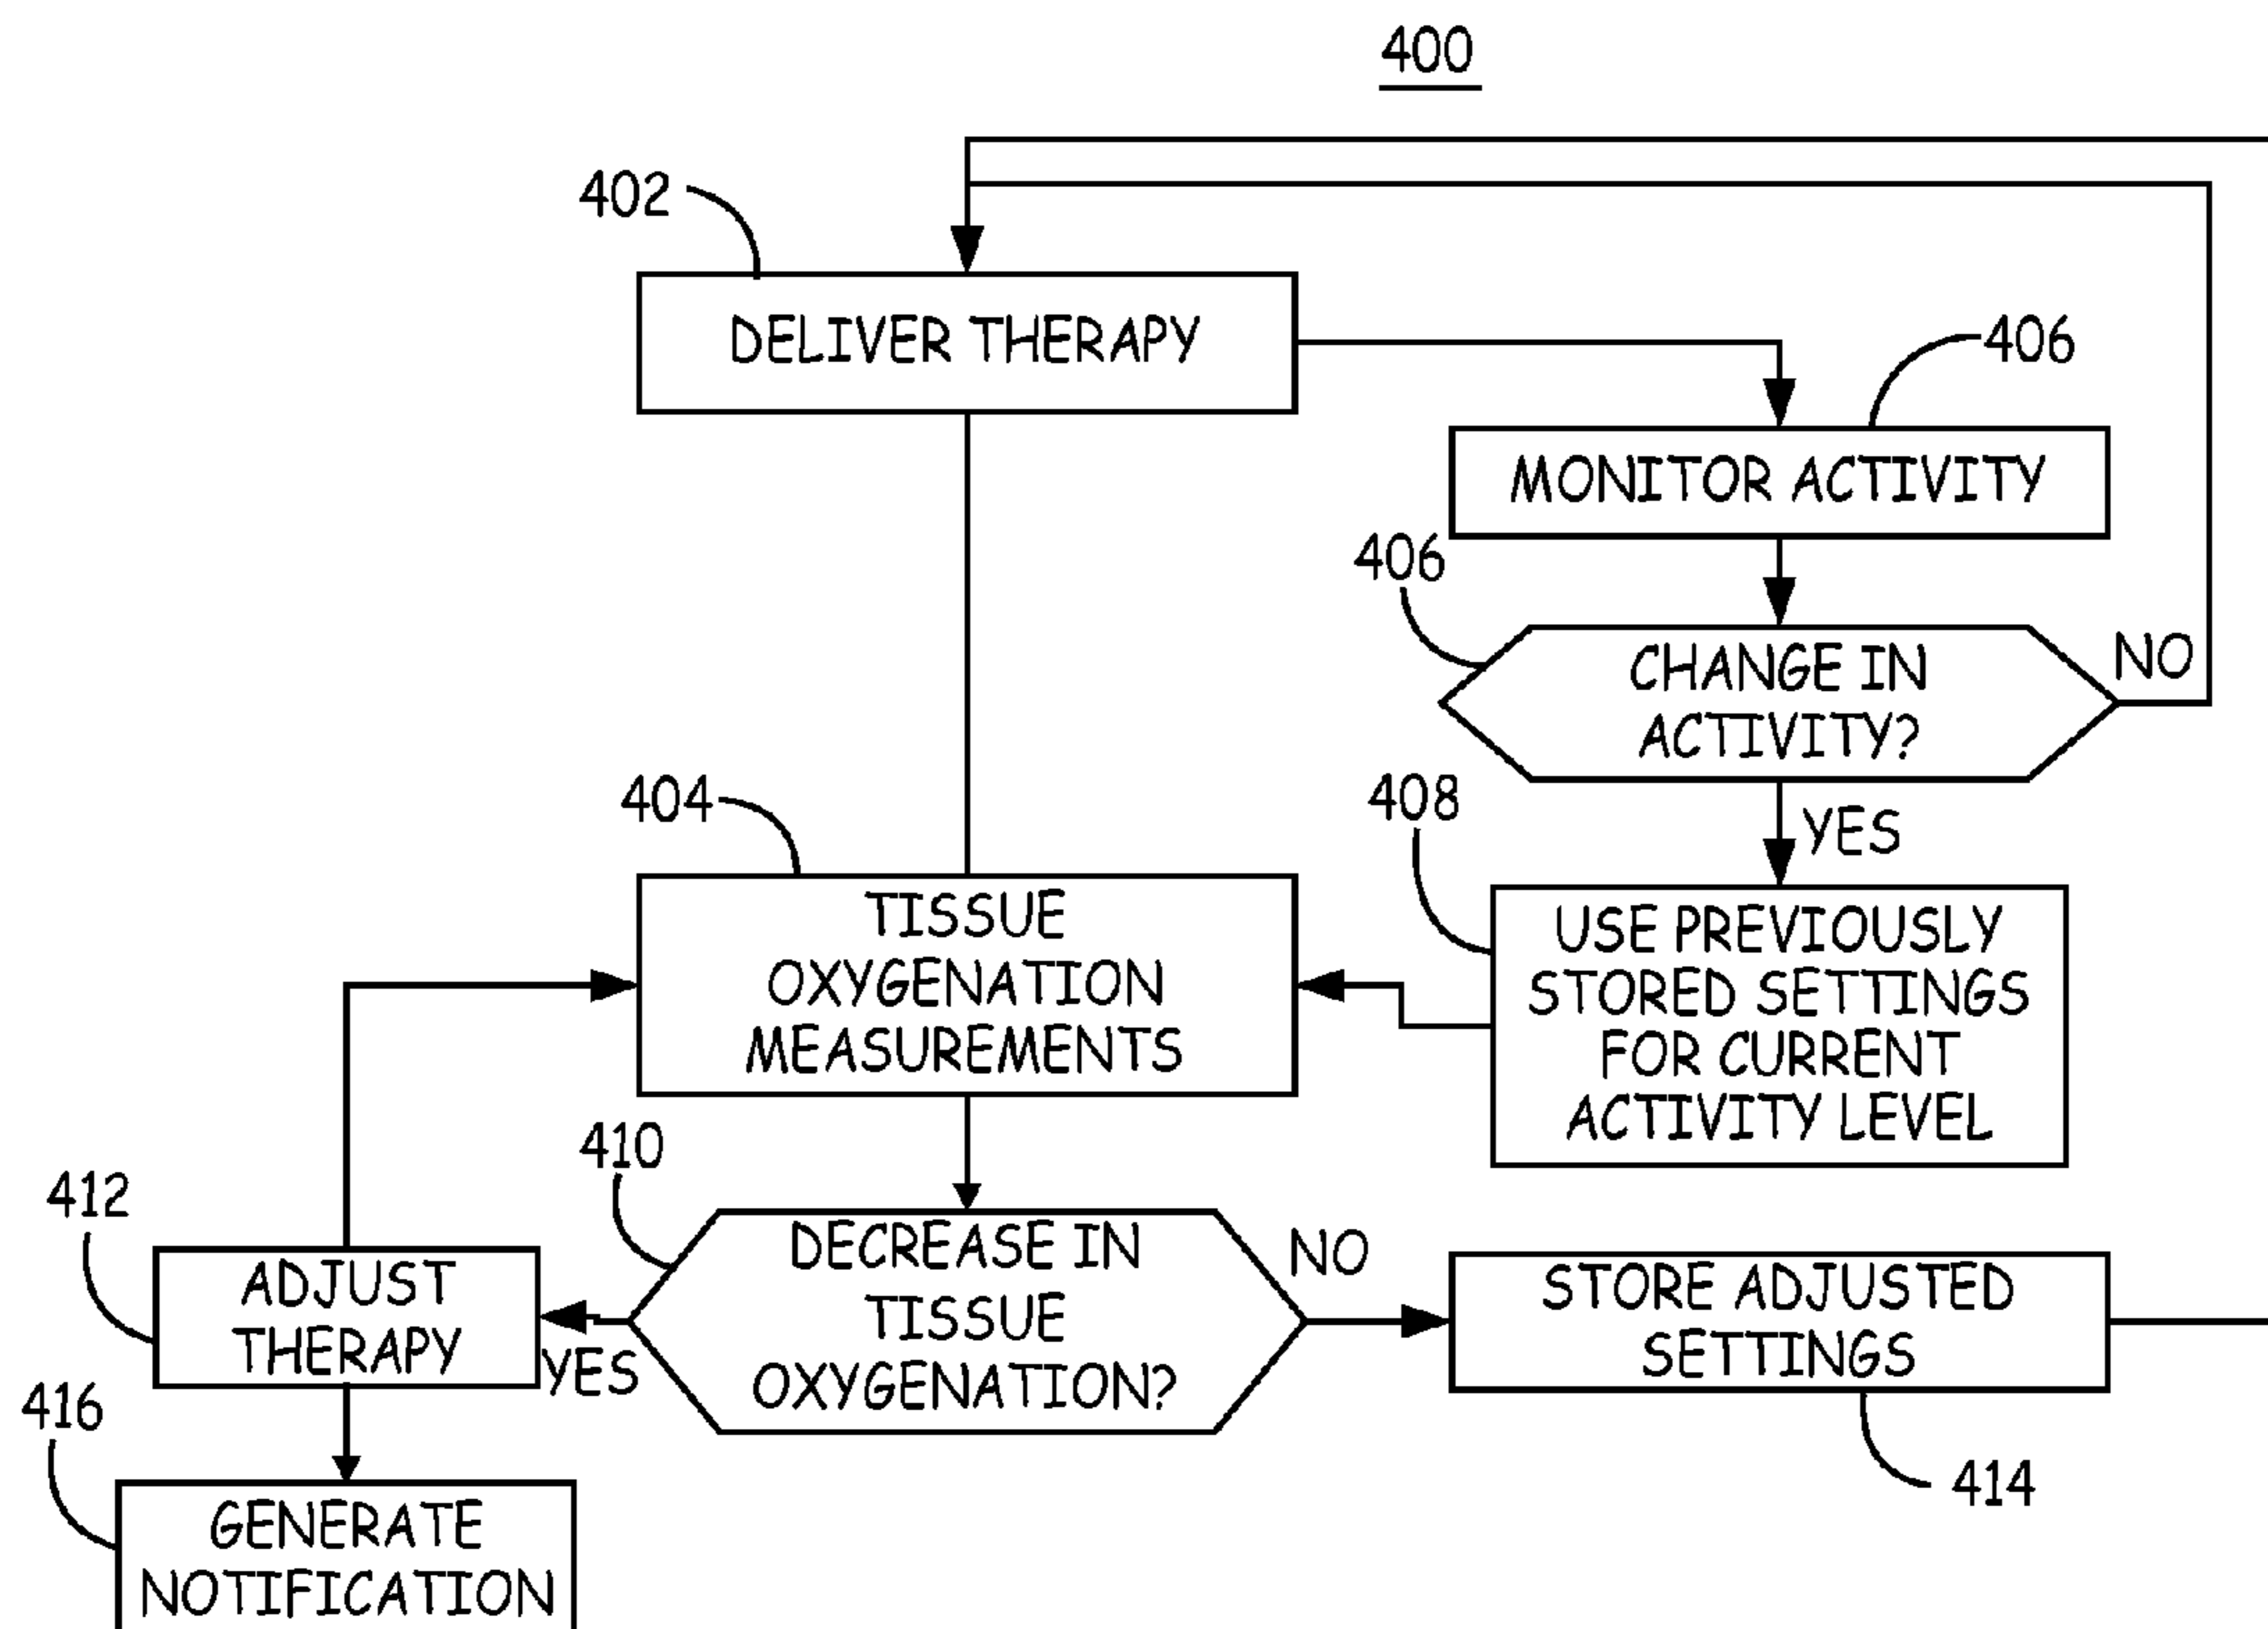 400
402
DELIVER THERAPY
406
MONITOR ACTIVITY
406
CHANGE IN
ACTIVITY?
NO
YES
404
TISSUE
OXYGENATION
MEASUREMENTS
408
USE PREVIOUSLY
STORED SETTINGS
FOR CURRENT
ACTIVITY LEVEL
410
DECREASE IN
TISSUE
OXYGENATION?
NO
YES
412
ADJUST
THERAPY
STORE ADJUSTED
SETTINGS
414
416
GENERATE
NOTIFICATION